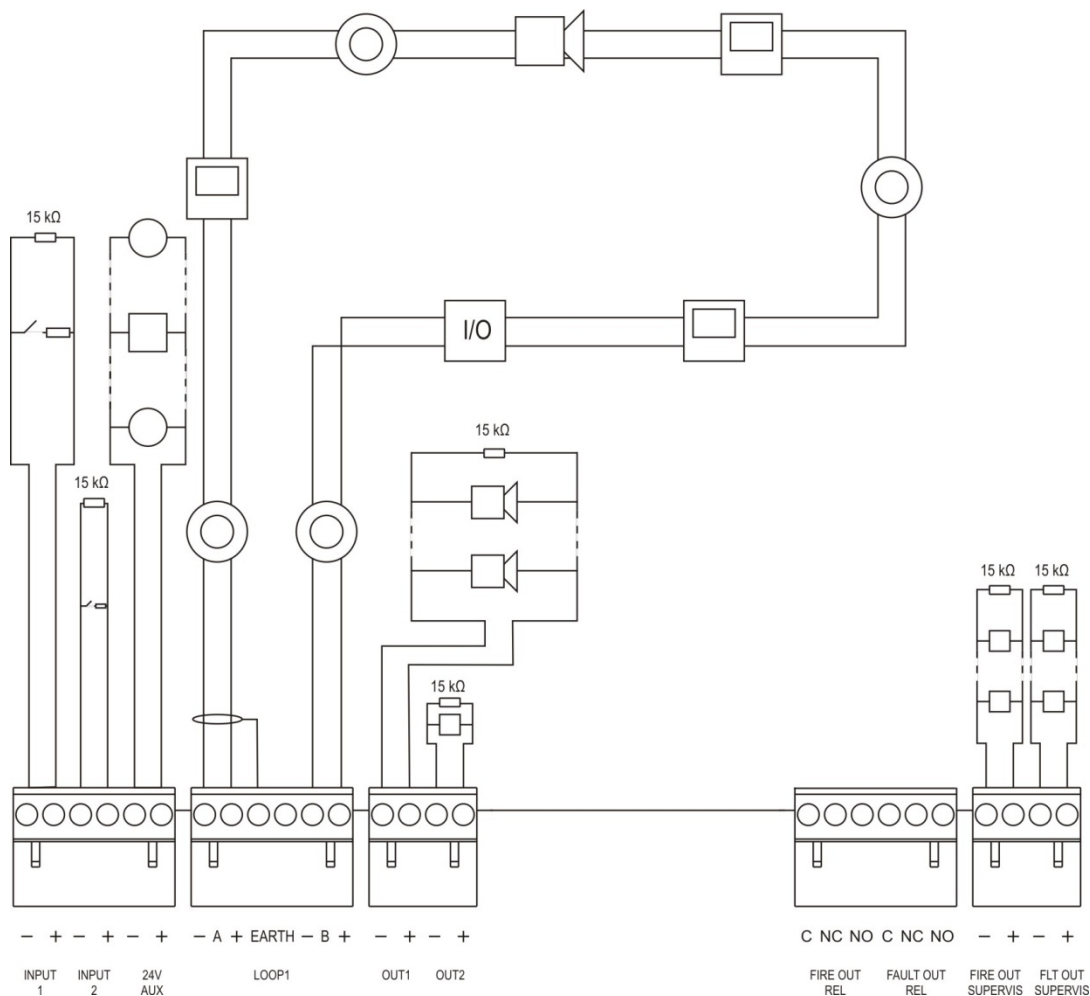 15 kΩ
I/O
15 kΩ
15 kΩ
15 kΩ 15 kΩ
15 kΩ
− + − + − + − A + EARTH − B + − + − + C NC NO C NC NO − + − +
INPUT 1
INPUT 2
24V AUX
LOOP1
OUT1
OUT2
FIRE OUT REL
FAULT OUT REL
FIRE OUT SUPERVIS
FLT OUT SUPERVIS